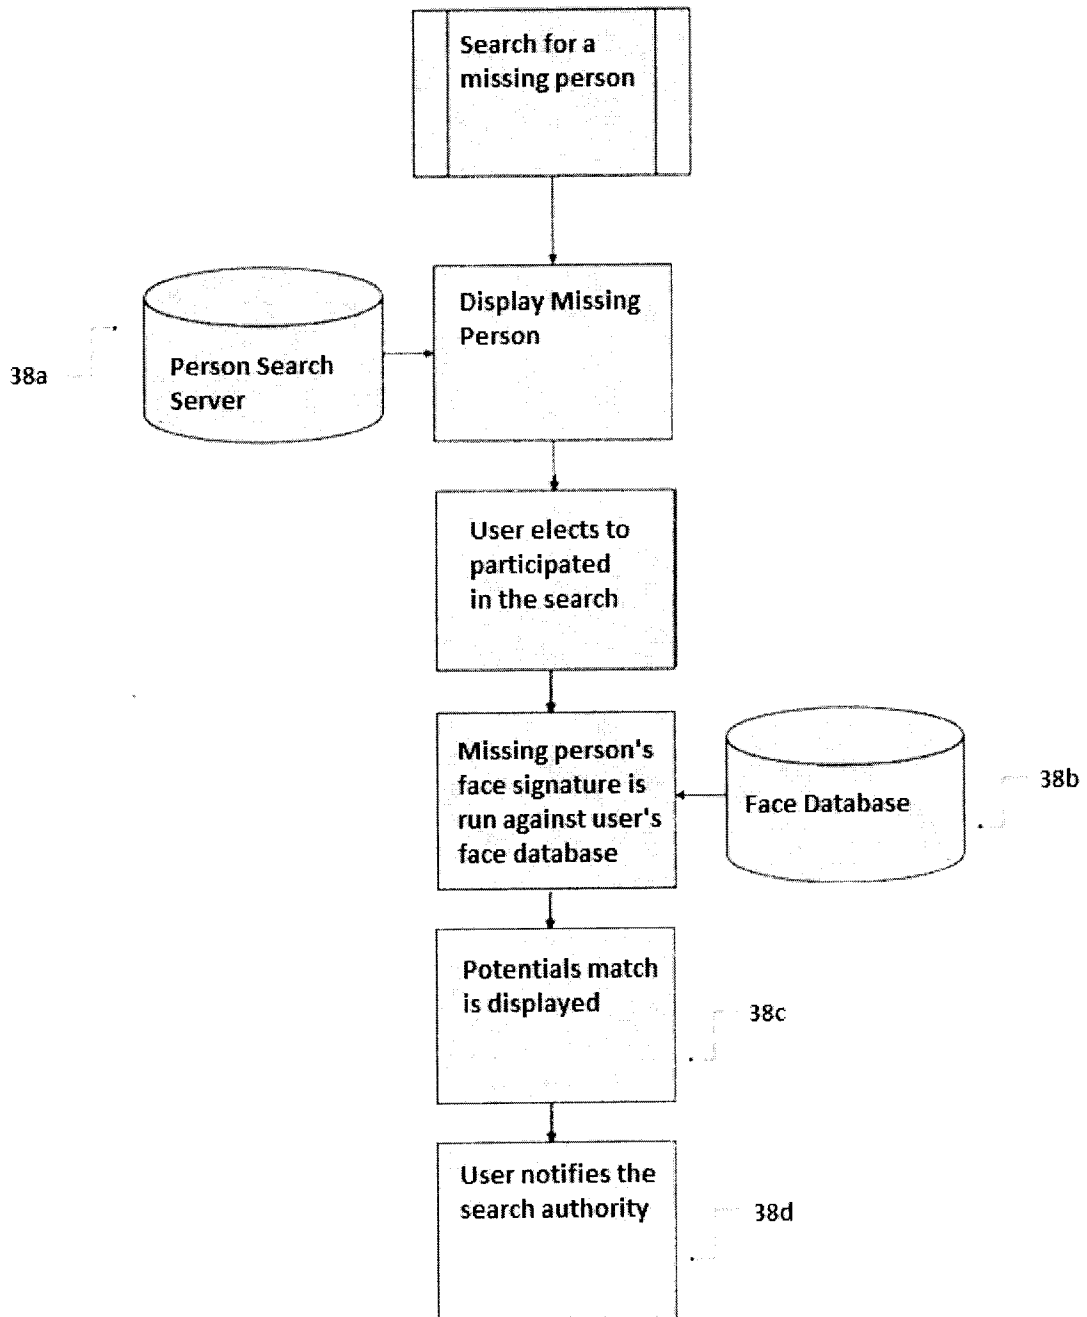 Search for a
missing person
Display Missing
Person
Person Search
Server
38a
User elects to
participated
in the search
Missing person's
face signature is
run against user's
face database
Face Database
38b
Potentials match
is displayed
38c
User notifies the
search authority
38d